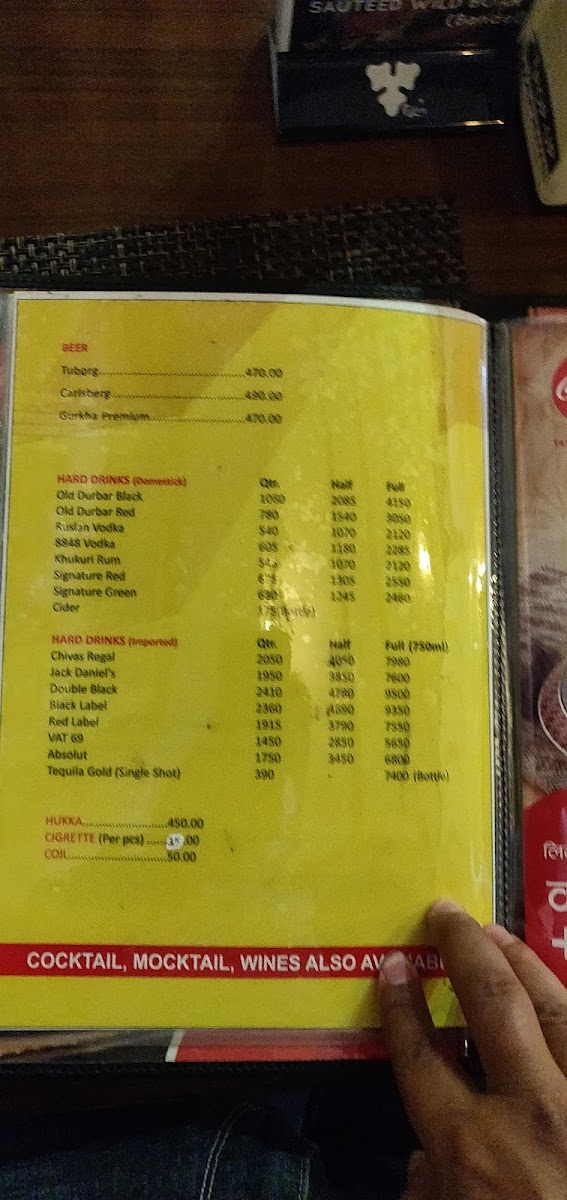 SAUTEED WILD
BEER
Tuborg..........................................470.00
Carlsberg.......................................490.00
Gurkha Premium...........................470.00
HARD DRINKS (Domestick) Qtr. Half Full
Old Durbar Black 1060 2085 4150
Old Durbar Red 780 1540 3050
Ruslan Vodka 540 1070 2120
8848 Vodka 605 1180 2285
Khukuri Rum 1070 2120
Signature Red 1305 2550
Signature Green 630 1245 2460
Cider
HARD DRINKS (Imported) Qtr. Half Full (750ml)
Chivas Regal 2050 4050 7980
Jack Daniel's 1950 3850 7600
Double Black 2410 4780 9500
Black Label 2360 4690 9350
Red Label 1915 3790 7550
VAT 69 1450 2850 5650
Absolut 1750 3450 6800
Tequila Gold (Single Shot) 390 7400 (Bottle)
HUKKA........................450.00
CIGRETTE (Per pcs) ......
COIL...................................50.00
COCKTAIL, MOCKTAIL, WINES ALSO